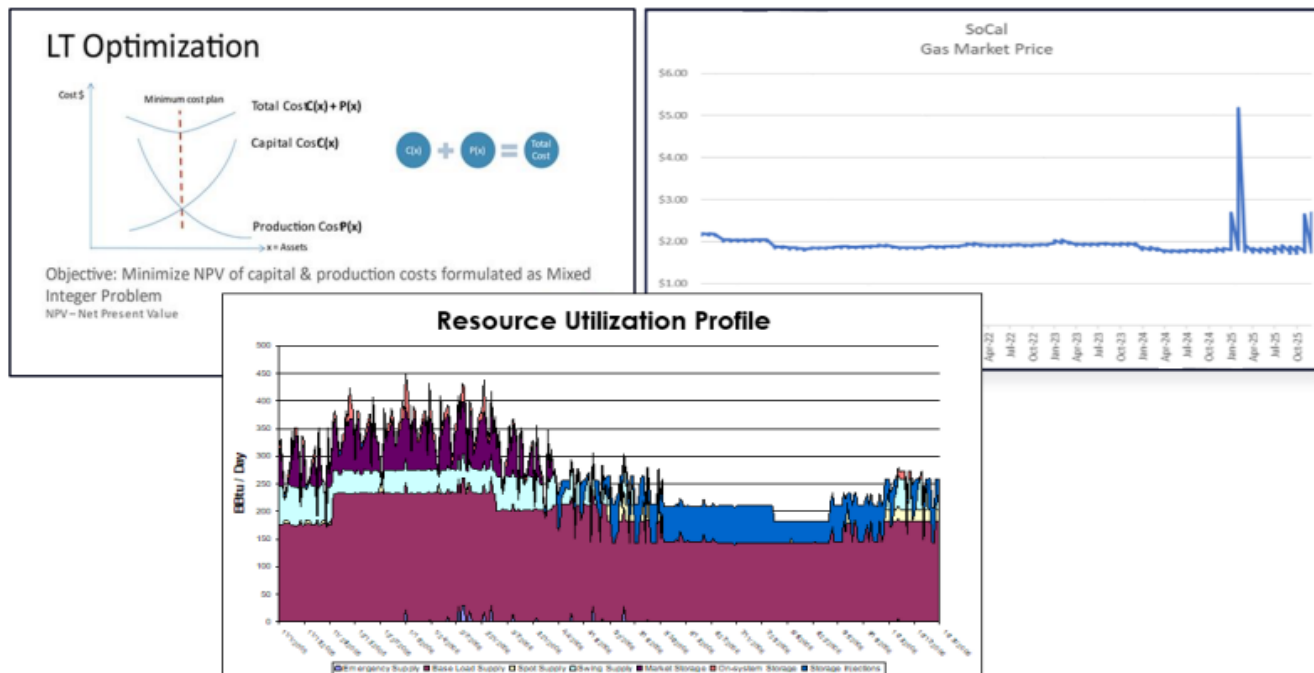 LT Optimization
Cost $
Minimum cost plan
Total CostC(x) + P(x)
Capital CostC(x)
C(x)
P(x)
Total
Cost
Production CostP(x)
x = Assets
Objective: Minimize NPV of capital & production costs formulated as Mixed
Integer Problem
NPV – Net Present Value
SoCal
Gas Market Price
$6.00
$5.00
$4.00
$3.00
$2.00
$1.00
Apr-22
Jul-22
Oct-22
Jan-23
Apr-23
Jul-23
Oct-23
Jan-24
Apr-24
Jul-24
Oct-24
Jan-25
Apr-25
Jul-25
Oct-25
Resource Utilization Profile
BBtu / Day
500
450
400
350
300
250
200
150
100
50
0
Emergency Supply
Base Load Supply
Spot Supply
Swing Supply
Market Storage
On-system Storage
Storage Injections